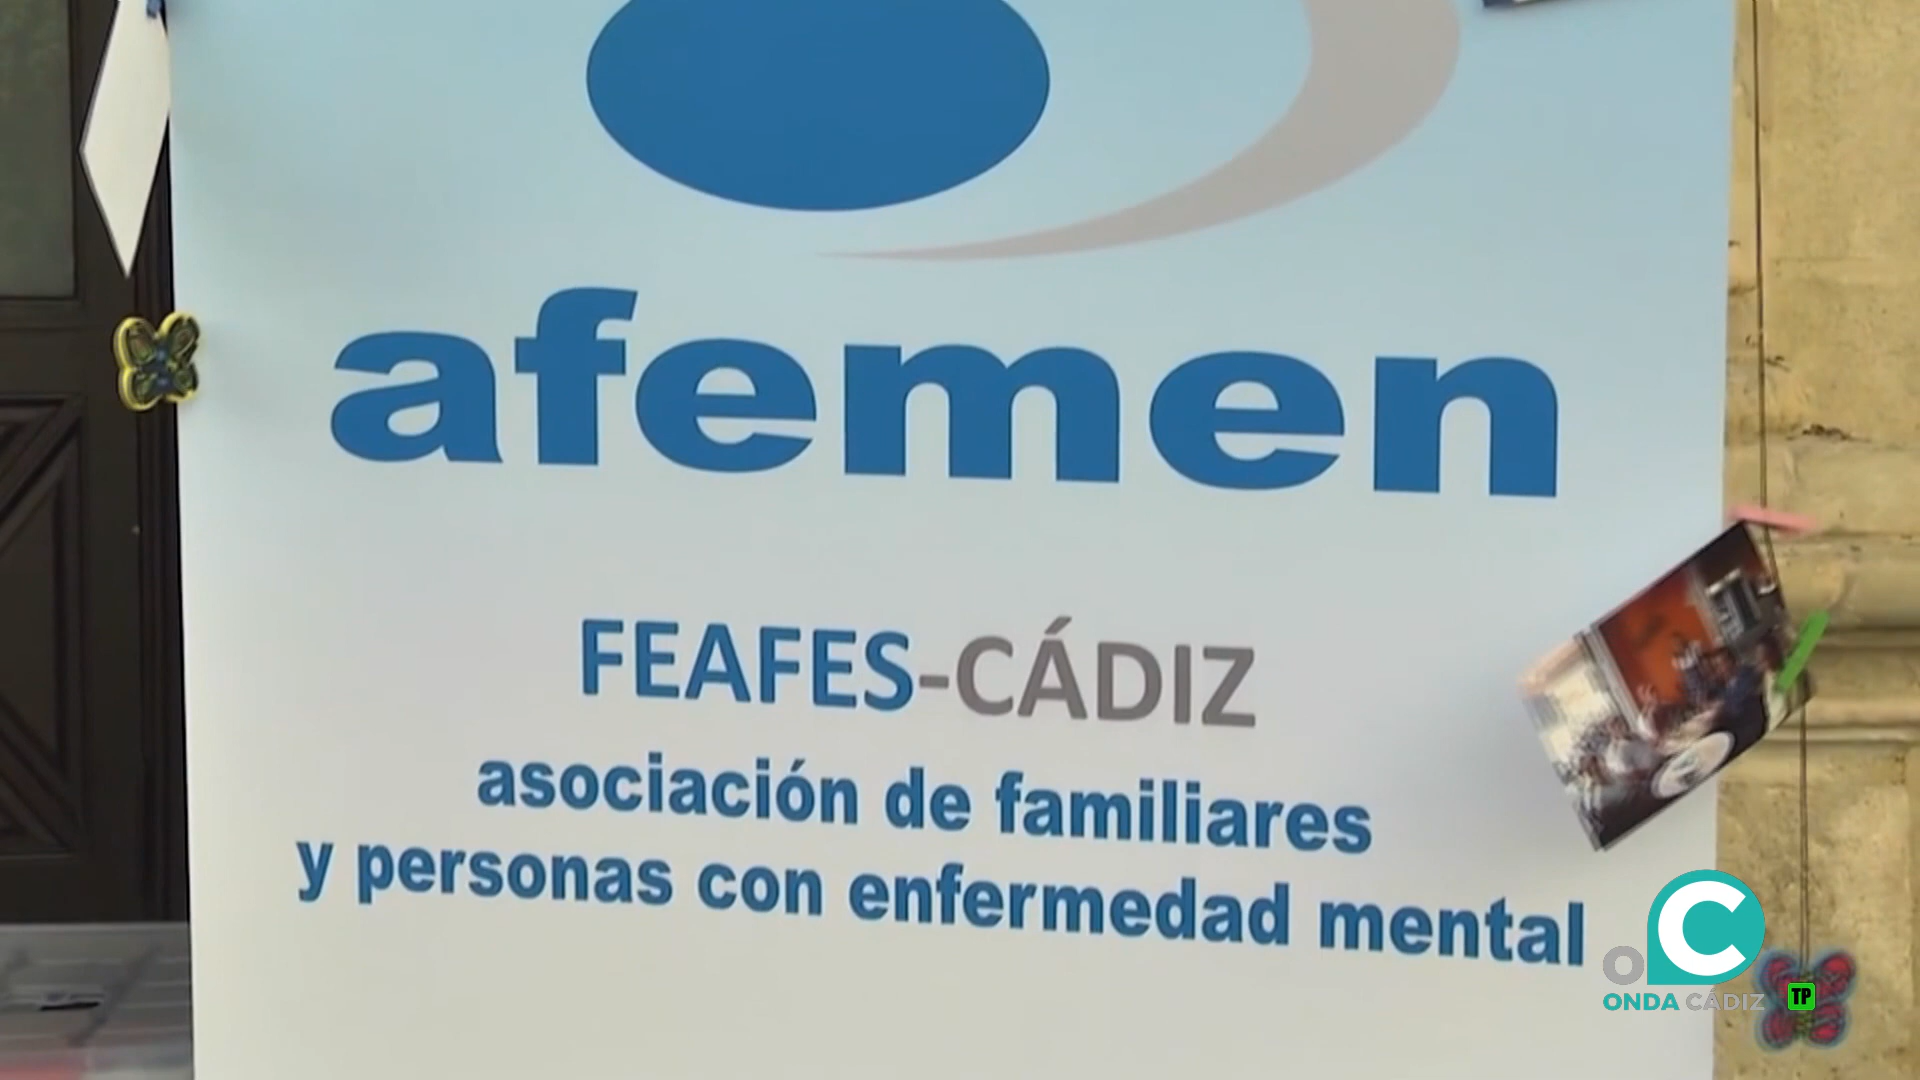 afemen
FEAFES-CÁDIZ
asociación de familiares
y personas con enfermedad mental
ONDA CÁDIZ
TP